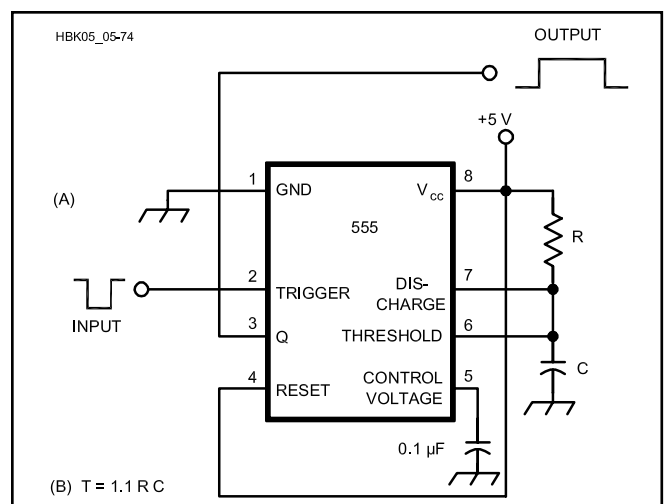 HBK05_05-74
OUTPUT
+5 V
1
8
GND
Vcc
(A)
555
R
2
7
TRIGGER
DIS-
CHARGE
INPUT
3
6
Q
THRESHOLD
4
5
C
RESET
CONTROL
VOLTAGE
0.1 µF
(B) T = 1.1 R C